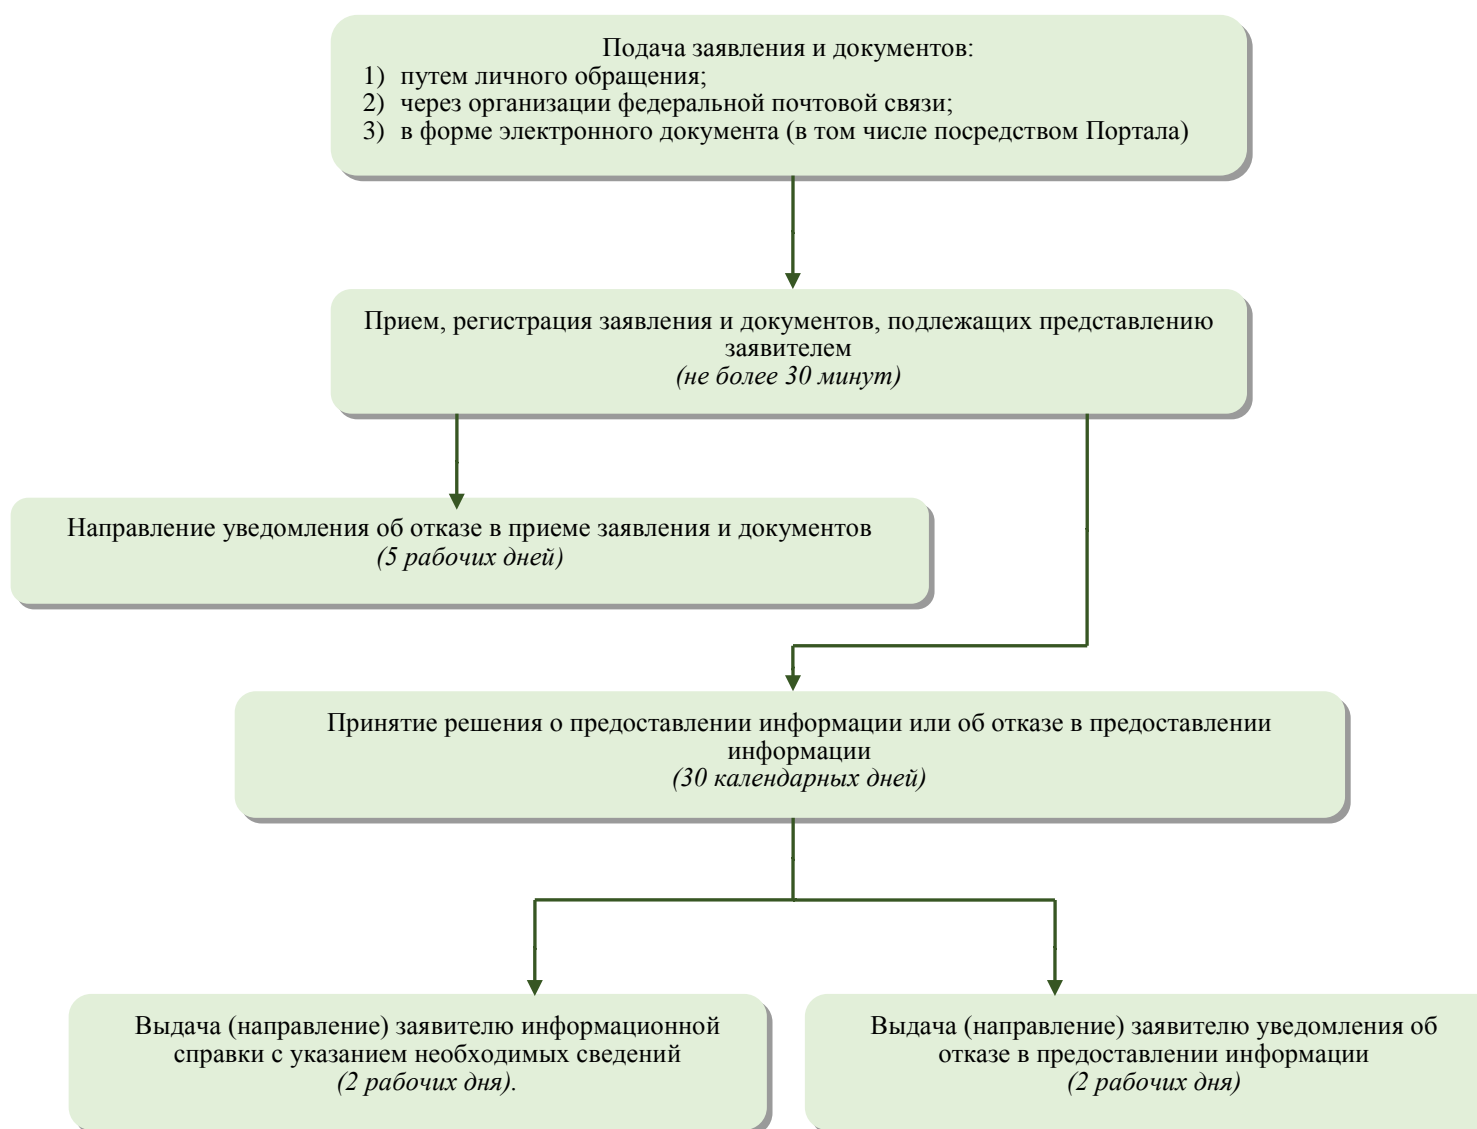 Подача заявления и документов:
1) путем личного обращения;
2) через организации федеральной почтовой связи;
3) в форме электронного документа (в том числе посредством Портала)
Прием, регистрация заявления и документов, подлежащих представлению
заявителем
(не более 30 минут)
Направление уведомления об отказе в приеме заявления и документов
(5 рабочих дней)
Принятие решения о предоставлении информации или об отказе в предоставлении
информации
(30 календарных дней)
Выдача (направление) заявителю информационной
справки с указанием необходимых сведений
(2 рабочих дня).
Выдача (направление) заявителю уведомления об
отказе в предоставлении информации
(2 рабочих дня)